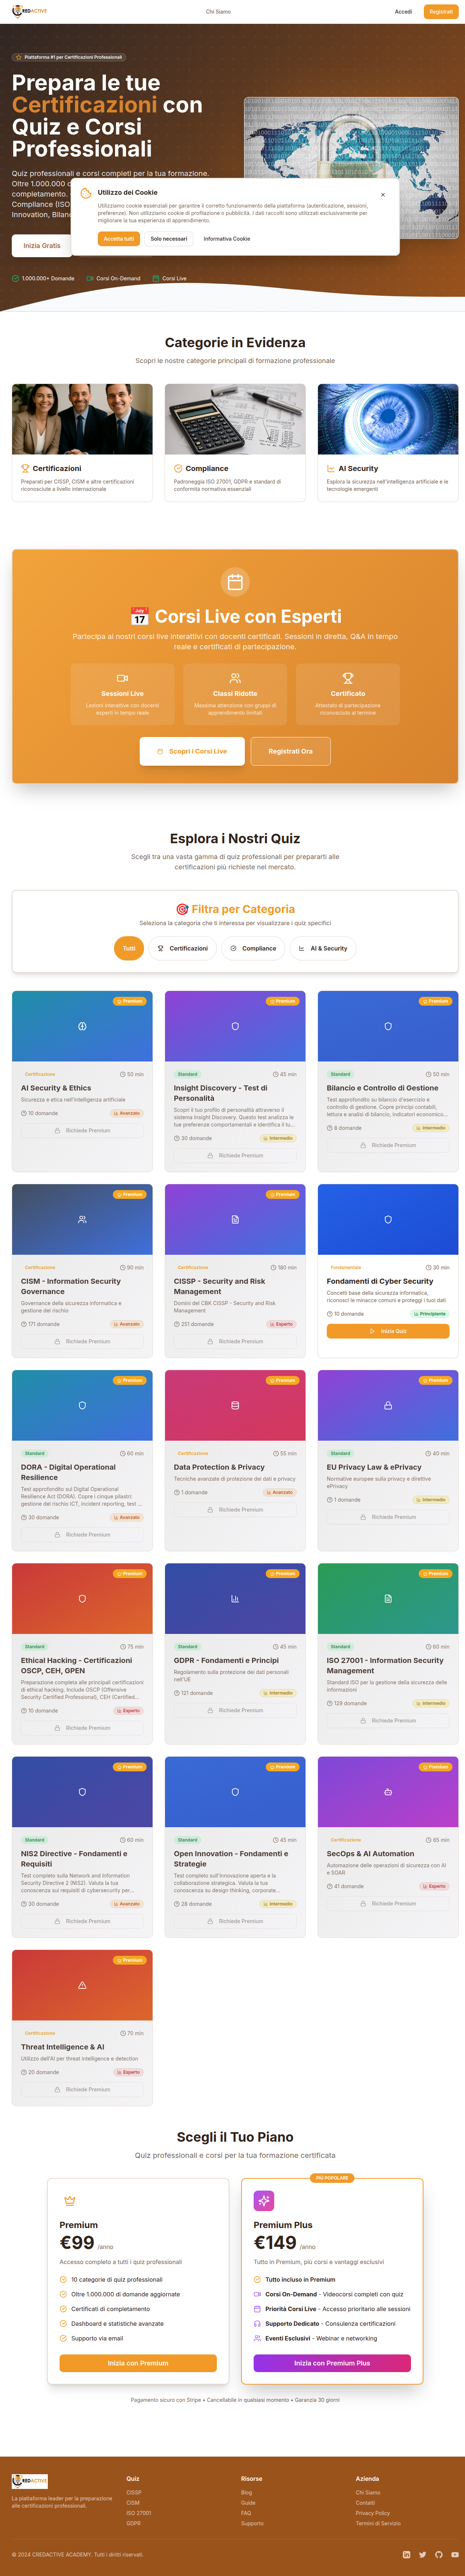 REDACTIVE
Chi Siamo
Accedi
Registrati
Piattaforma #1 per Certificazioni Professionali
Prepara le tue
Certificazioni con
Quiz e Corsi
Professionali
Quiz professionali e corsi completi per la tua formazione.
Oltre 1.000.000
completamento.
Compliance (ISO
Innovation, Bilan
Inizia Gratis
Utilizzo dei Cookie
Utilizziamo cookie essenziali per garantire il corretto funzionamento della piattaforma (autenticazione, sessioni,
preferenze). Non utilizziamo cookie di profilazione o pubblicità. I dati raccolti sono utilizzati esclusivamente per
migliorare la tua esperienza di apprendimento.
Accetta tutti
Solo necessari
Informativa Cookie
1.000.000+ Domande
Corsi On-Demand
Corsi Live
Categorie in Evidenza
Scopri le nostre categorie principali di formazione professionale
Certificazioni
Preparati per CISSP, CISM e altre certificazioni
riconosciute a livello internazionale
Compliance
Padroneggia ISO 27001, GDPR e standard di
conformità normativa essenziali
AI Security
Esplora la sicurezza nell'intelligenza artificiale e le
tecnologie emergenti
📅 Corsi Live con Esperti
Partecipa ai nostri corsi live interattivi con docenti certificati. Sessioni in diretta, Q&A in tempo
reale e certificati di partecipazione.
Sessioni Live
Lezioni interattive con docenti
esperti in tempo reale
Classi Ridotte
Massima attenzione con gruppi di
apprendimento limitati
Certificato
Attestato di partecipazione
riconosciuto al termine
Scopri i Corsi Live
Registrati Ora
Esplora i Nostri Quiz
Scegli tra una vasta gamma di quiz professionali per prepararti alle
certificazioni più richieste nel mercato.
🎯 Filtra per Categoria
Seleziona la categoria che ti interessa per visualizzare i quiz specifici
Tutti
Certificazioni
Compliance
AI & Security
Premium
Certificazione
50 min
AI Security & Ethics
Sicurezza e etica nell'intelligenza artificiale
10 domande
Avanzato
Richiede Premium
Premium
Standard
45 min
Insight Discovery - Test di
Personalità
Scopri il tuo profilo di personalità attraverso il
sistema Insight Discovery. Questo test analizza le
tue preferenze comportamentali e identifica il tu...
30 domande
Intermedio
Richiede Premium
Premium
Standard
50 min
Bilancio e Controllo di Gestione
Test approfondito su bilancio d'esercizio e
controllo di gestione. Copre principi contabili,
lettura e analisi di bilancio, indicatori economico...
8 domande
Intermedio
Richiede Premium
Premium
Certificazione
90 min
CISM - Information Security
Governance
Governance della sicurezza informatica e
gestione del rischio
171 domande
Avanzato
Richiede Premium
Premium
Certificazione
180 min
CISSP - Security and Risk
Management
Domini del CBK CISSP - Security and Risk
Management
251 domande
Esperto
Richiede Premium
Fondamentale
30 min
Fondamenti di Cyber Security
Concetti base della sicurezza informatica,
riconosci le minacce comuni e proteggi i tuoi dati
10 domande
Principiante
Inizia Quiz
Premium
Standard
60 min
DORA - Digital Operational
Resilience
Test approfondito sul Digital Operational
Resilience Act (DORA). Copre i cinque pilastri:
gestione del rischio ICT, incident reporting, test ...
30 domande
Avanzato
Richiede Premium
Premium
Certificazione
55 min
Data Protection & Privacy
Tecniche avanzate di protezione dei dati e privacy
1 domande
Avanzato
Richiede Premium
Premium
Standard
40 min
EU Privacy Law & ePrivacy
Normative europee sulla privacy e direttive
ePrivacy
1 domande
Intermedio
Richiede Premium
Premium
Standard
75 min
Ethical Hacking - Certificazioni
OSCP, CEH, GPEN
Preparazione completa alle principali certificazioni
di ethical hacking. Include OSCP (Offensive
Security Certified Professional), CEH (Certified...
10 domande
Esperto
Richiede Premium
Premium
Standard
45 min
GDPR - Fondamenti e Principi
Regolamento sulla protezione dei dati personali
nell'UE
121 domande
Intermedio
Richiede Premium
Premium
Standard
60 min
ISO 27001 - Information Security
Management
Standard ISO per la gestione della sicurezza delle
informazioni
129 domande
Intermedio
Richiede Premium
Premium
Standard
60 min
NIS2 Directive - Fondamenti e
Requisiti
Test completo sulla Network and Information
Security Directive 2 (NIS2). Valuta la tua
conoscenza sui requisiti di cybersecurity per...
30 domande
Avanzato
Richiede Premium
Premium
Standard
45 min
Open Innovation - Fondamenti e
Strategie
Test completo sull'innovazione aperta e la
collaborazione strategica. Valuta la tua
conoscenza su design thinking, corporate...
28 domande
Intermedio
Richiede Premium
Premium
Certificazione
65 min
SecOps & AI Automation
Automazione delle operazioni di sicurezza con AI
e SOAR
41 domande
Esperto
Richiede Premium
Premium
Certificazione
70 min
Threat Intelligence & AI
Utilizzo dell'AI per threat intelligence e detection
20 domande
Esperto
Richiede Premium
Scegli il Tuo Piano
Quiz professionali e corsi per la tua formazione certificata
Premium
€99 /anno
Accesso completo a tutti i quiz professionali
10 categorie di quiz professionali
Oltre 1.000.000 di domande aggiornate
Certificati di completamento
Dashboard e statistiche avanzate
Supporto via email
Inizia con Premium
PIÙ POPOLARE
Premium Plus
€149 /anno
Tutto in Premium, più corsi e vantaggi esclusivi
Tutto incluso in Premium
Corsi On-Demand - Videocorsi completi con quiz
Priorità Corsi Live - Accesso prioritario alle sessioni
Supporto Dedicato - Consulenza certificazioni
Eventi Esclusivi - Webinar e networking
Inizia con Premium Plus
Pagamento sicuro con Stripe • Cancellabile in qualsiasi momento • Garanzia 30 giorni
REDACTIVE
La piattaforma leader per la preparazione
alle certificazioni professionali.
Quiz
CISSP
CISM
ISO 27001
GDPR
Risorse
Blog
Guide
FAQ
Supporto
Azienda
Chi Siamo
Contatti
Privacy Policy
Termini di Servizio
© 2024 CREDACTIVE ACADEMY. Tutti i diritti riservati.